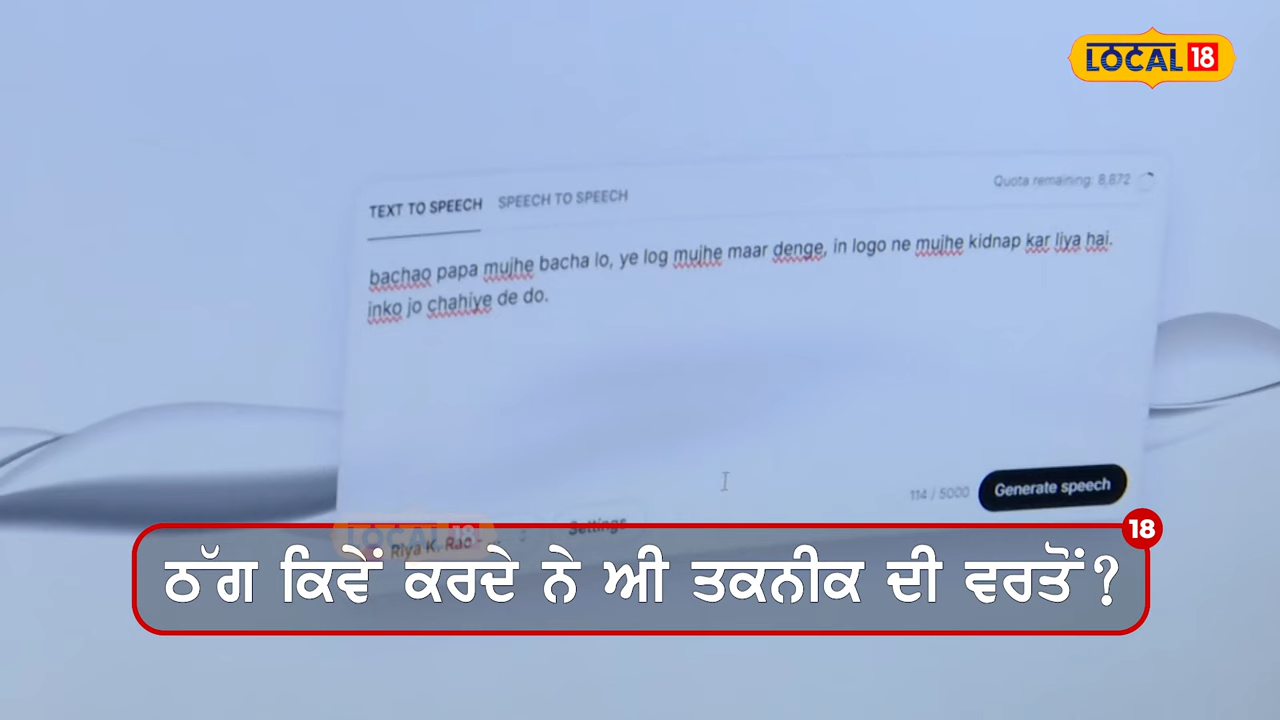 LOCAL 18
TEXT TO SPEECH SPEECH TO SPEECH
Quota remaining: 8,872
bachao papa mujhe bacha lo, ye log mujhe maar denge, in logo ne mujhe kidnap kar liya hai.
inko jo chahiye de do.
114 / 5000
Generate speech
LOCAL 18
Riya K. Rao
Settings
18
ਠੱਗ ਕਿਵੇਂ ਕਰਦੇ ਨੇ ਅੀ ਤਕਨੀਕ ਦੀ ਵਰਤੋਂ?